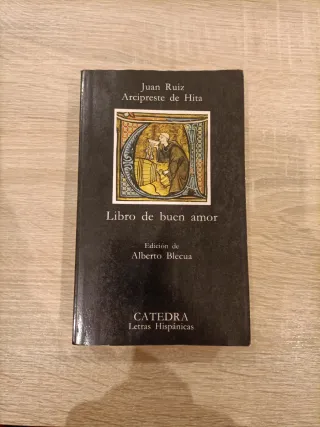 Juan Ruiz
Arcipreste de Hita
Libro de buen amor
Edición de
Alberto Blecua
CATEDRA
Letras Hispánicas